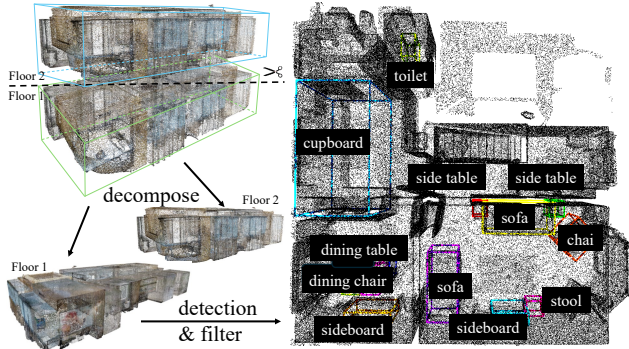 Floor 2
Floor 1
decompose
Floor 2
Floor 1
detection
& filter
toilet
cupboard
side table
side table
sofa
chai
dining table
dining chair
sofa
stool
sideboard
sideboard